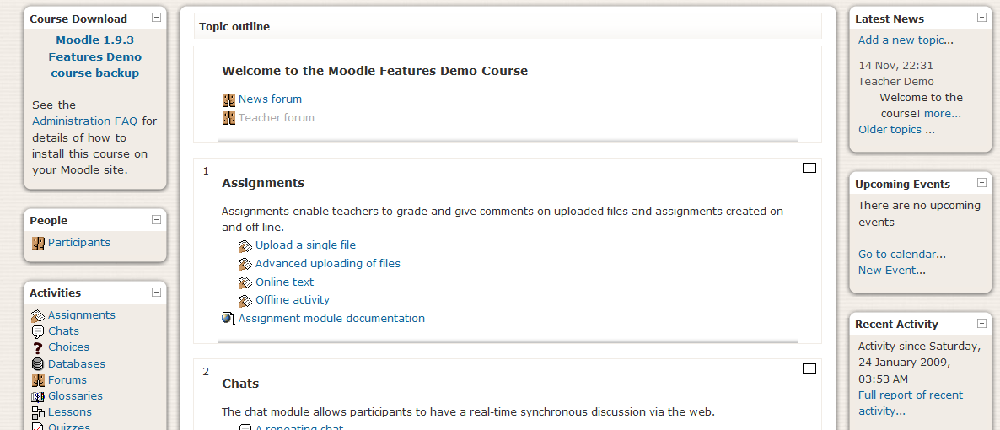 Course Download
Moodle 1.9.3
Features Demo
course backup
See the
Administration FAQ for
details of how to
install this course on
your Moodle site.
People
Participants
Activities
Assignments
Chats
Choices
Databases
Forums
Glossaries
Lessons
Quizzes
Topic outline
Welcome to the Moodle Features Demo Course
News forum
Teacher forum
1
Assignments
Assignments enable teachers to grade and give comments on uploaded files and assignments created on
and off line.
Upload a single file
Advanced uploading of files
Online text
Offline activity
Assignment module documentation
2
Chats
The chat module allows participants to have a real-time synchronous discussion via the web.
A repeating chat
Latest News
Add a new topic...
14 Nov, 22:31
Teacher Demo
Welcome to the
course! more...
Older topics ...
Upcoming Events
There are no upcoming
events
Go to calendar...
New Event...
Recent Activity
Activity since Saturday,
24 January 2009,
03:53 AM
Full report of recent
activity...